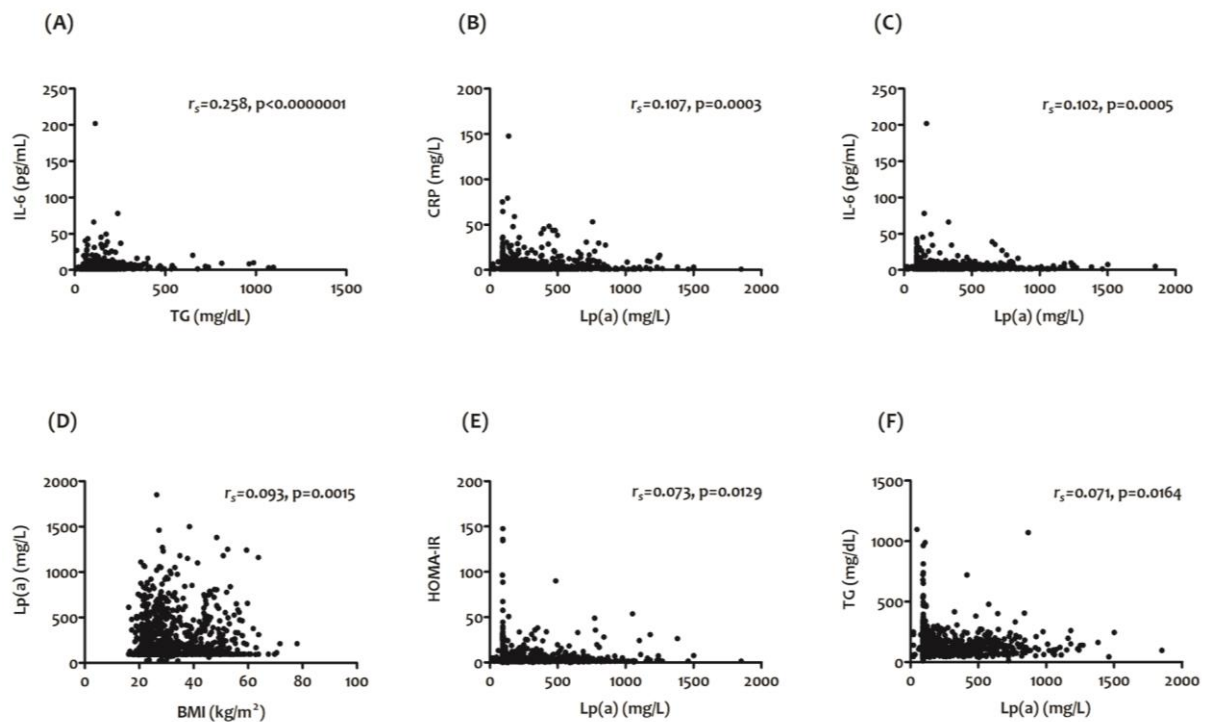 (A)
(B)
(C)
rs=0.258, p<0.0000001
rs=0.107, p=0.0003
rs=0.102, p=0.0005
IL-6 (pg/mL)
250
200
150
100
50
0
0 500 1000 1500
TG (mg/dL)
CRP (mg/L)
200
150
100
50
0
0 500 1000 1500 2000
Lp(a) (mg/L)
IL-6 (pg/mL)
250
200
150
100
50
0
0 500 1000 1500 2000
Lp(a) (mg/L)
(D)
(E)
(F)
rs=0.093, p=0.0015
rs=0.073, p=0.0129
rs=0.071, p=0.0164
Lp(a) (mg/L)
2000
1500
1000
500
0
0 20 40 60 80 100
BMI (kg/m²)
HOMA-IR
200
150
100
50
0
0 500 1000 1500 2000
Lp(a) (mg/L)
TG (mg/dL)
1500
1000
500
0
0 500 1000 1500 2000
Lp(a) (mg/L)